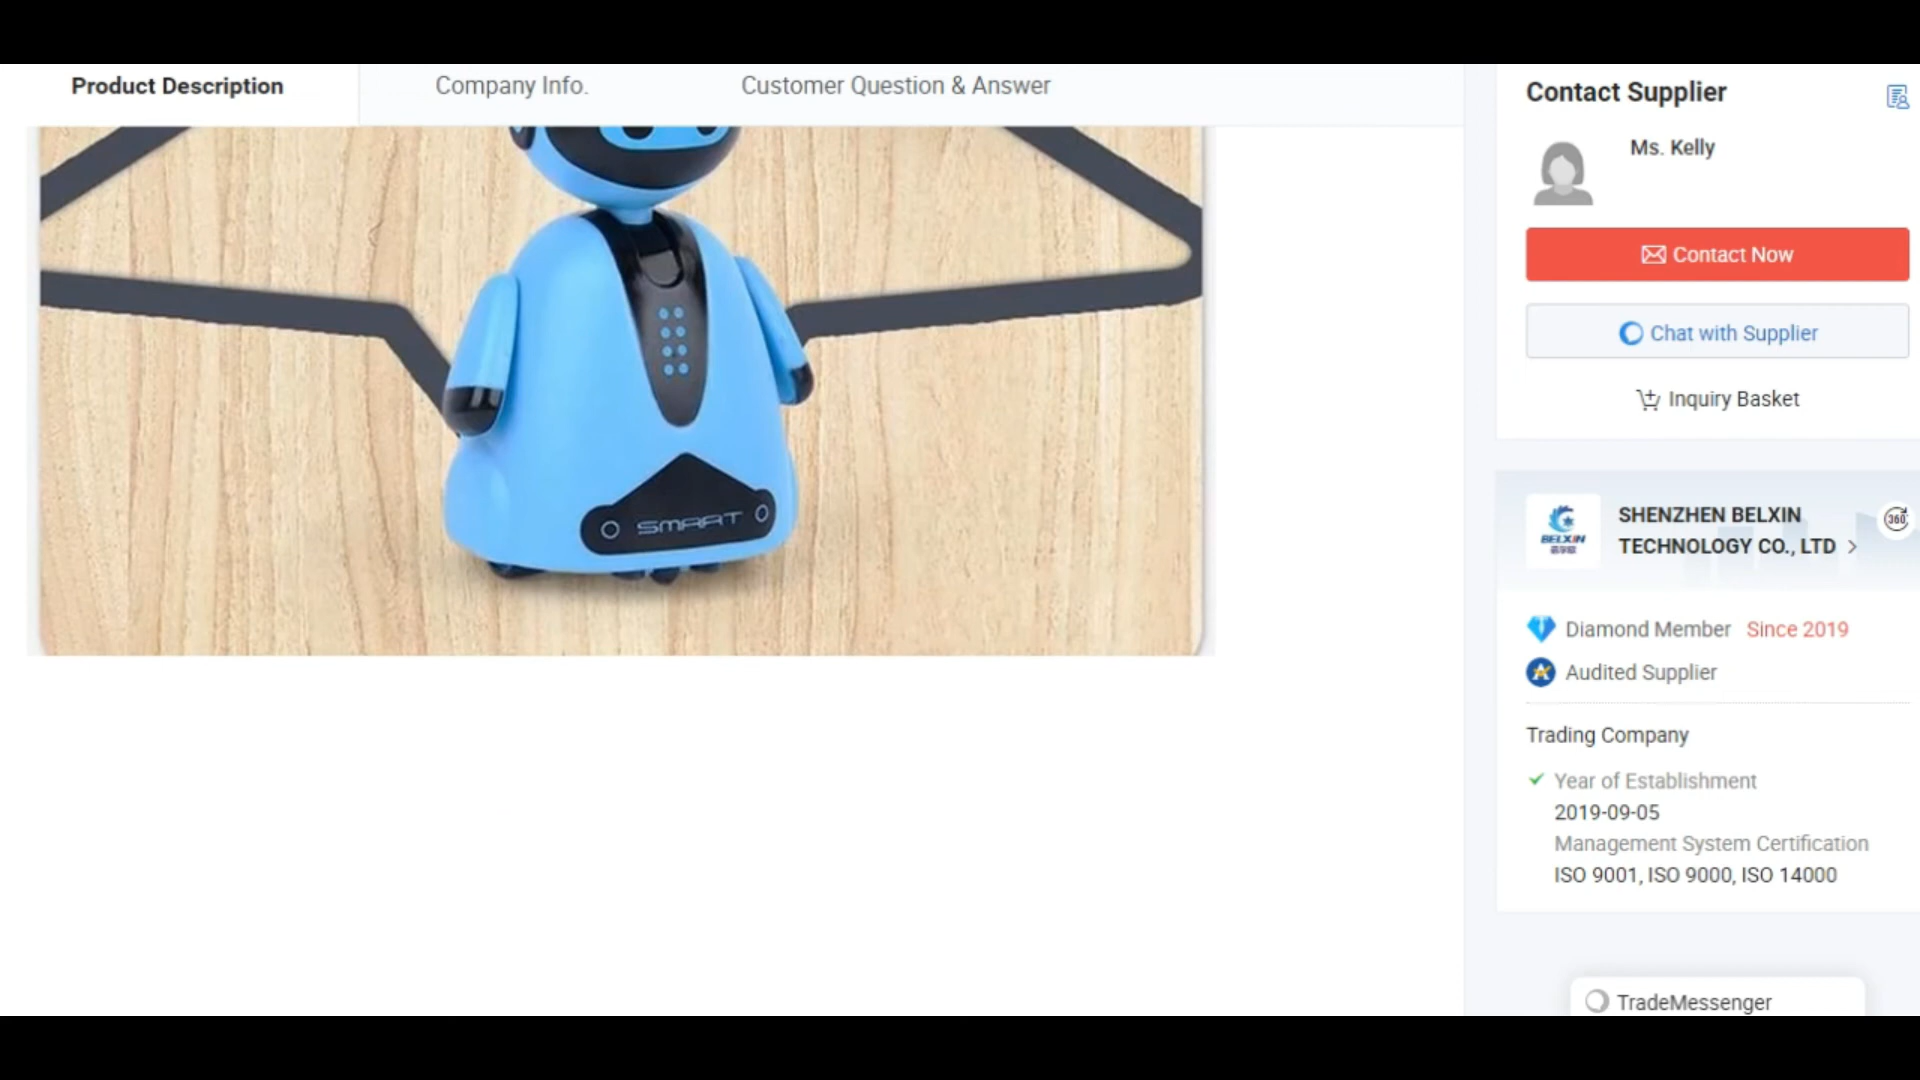 Product Description
Company Info.
Customer Question & Answer
SMART
Contact Supplier
Ms. Kelly
Contact Now
Chat with Supplier
Inquiry Basket
BELXIN
SHENZHEN BELXIN
TECHNOLOGY CO., LTD
360
Diamond Member Since 2019
Audited Supplier
Trading Company
Year of Establishment
2019-09-05
Management System Certification
ISO 9001, ISO 9000, ISO 14000
TradeMessenger